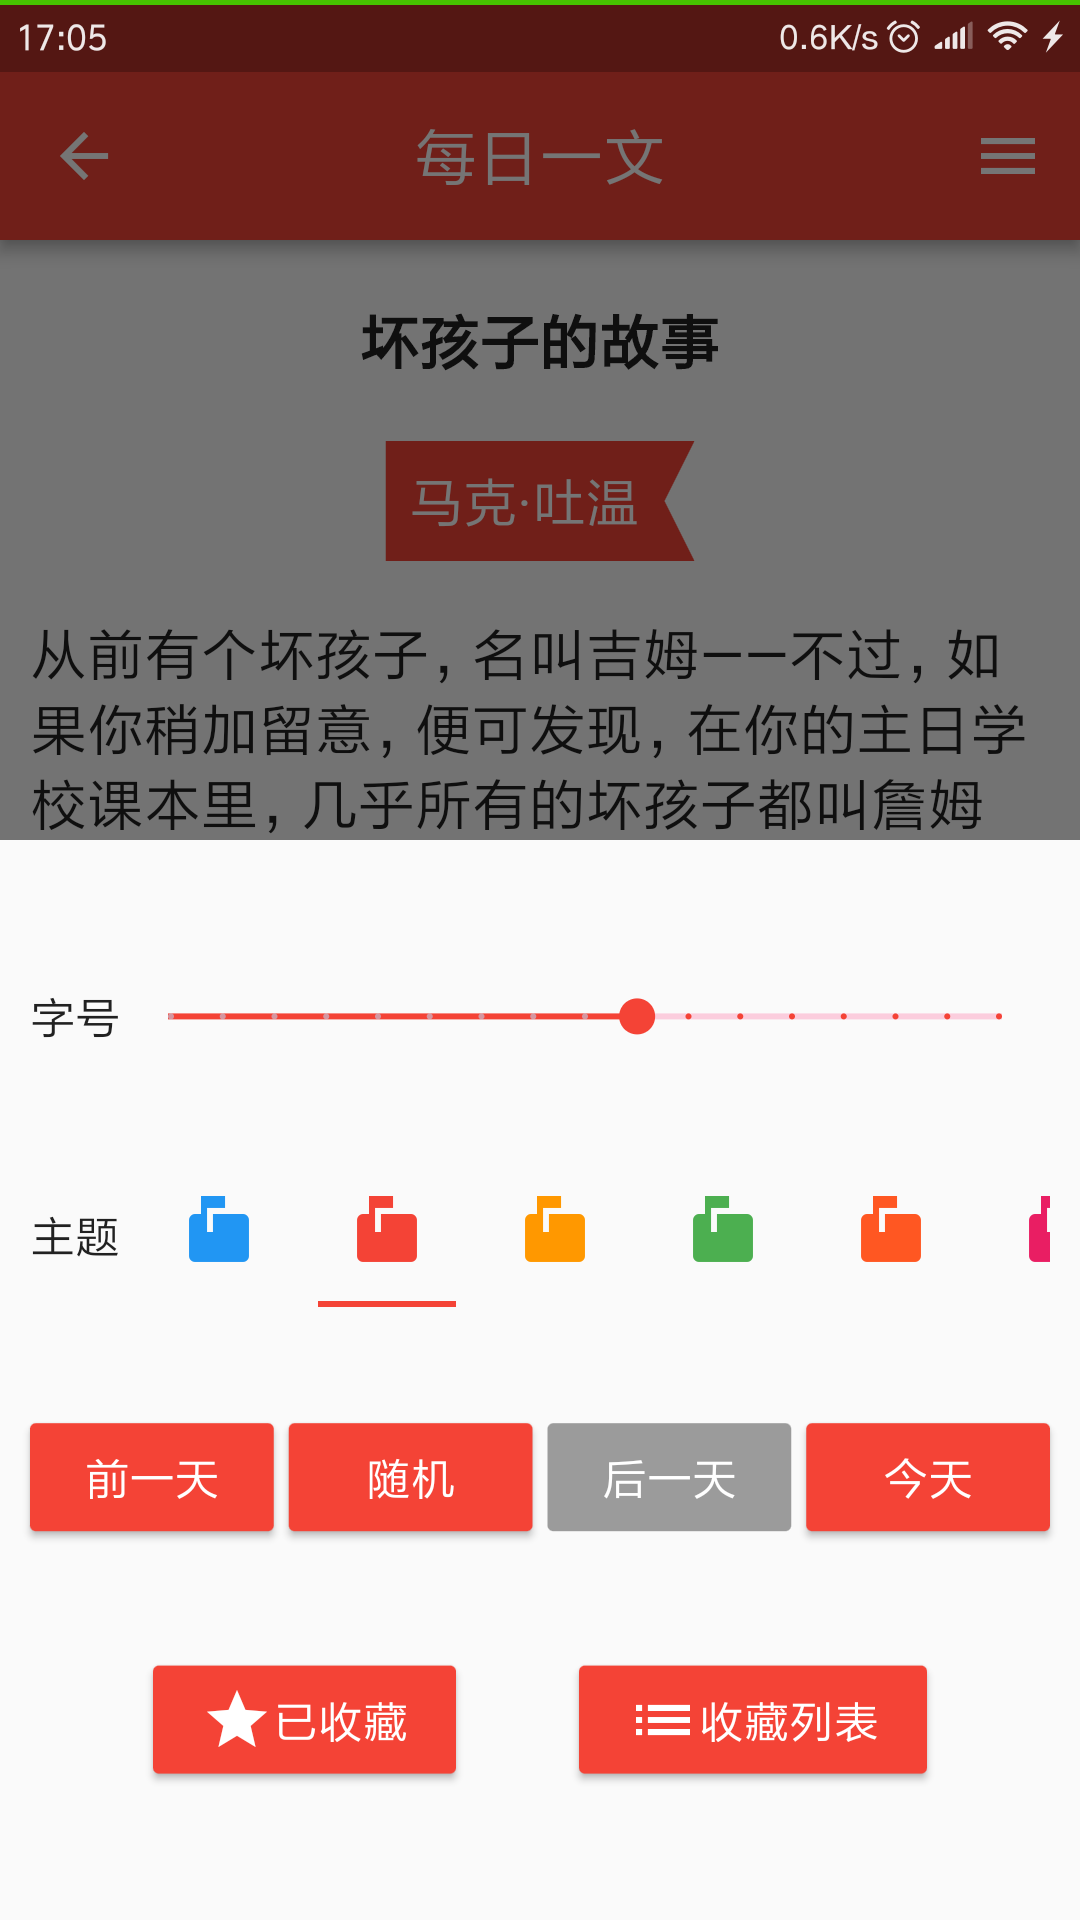 17:05 0.6K/s
每日一文
坏孩子的故事
马克·吐温
从前有个坏孩子，名叫吉姆——不过，如
果你稍加留意，便可发现，在你的主日学
校课本里，几乎所有的坏孩子都叫詹姆
字号
主题
前一天 随机 后一天 今天
已收藏 收藏列表